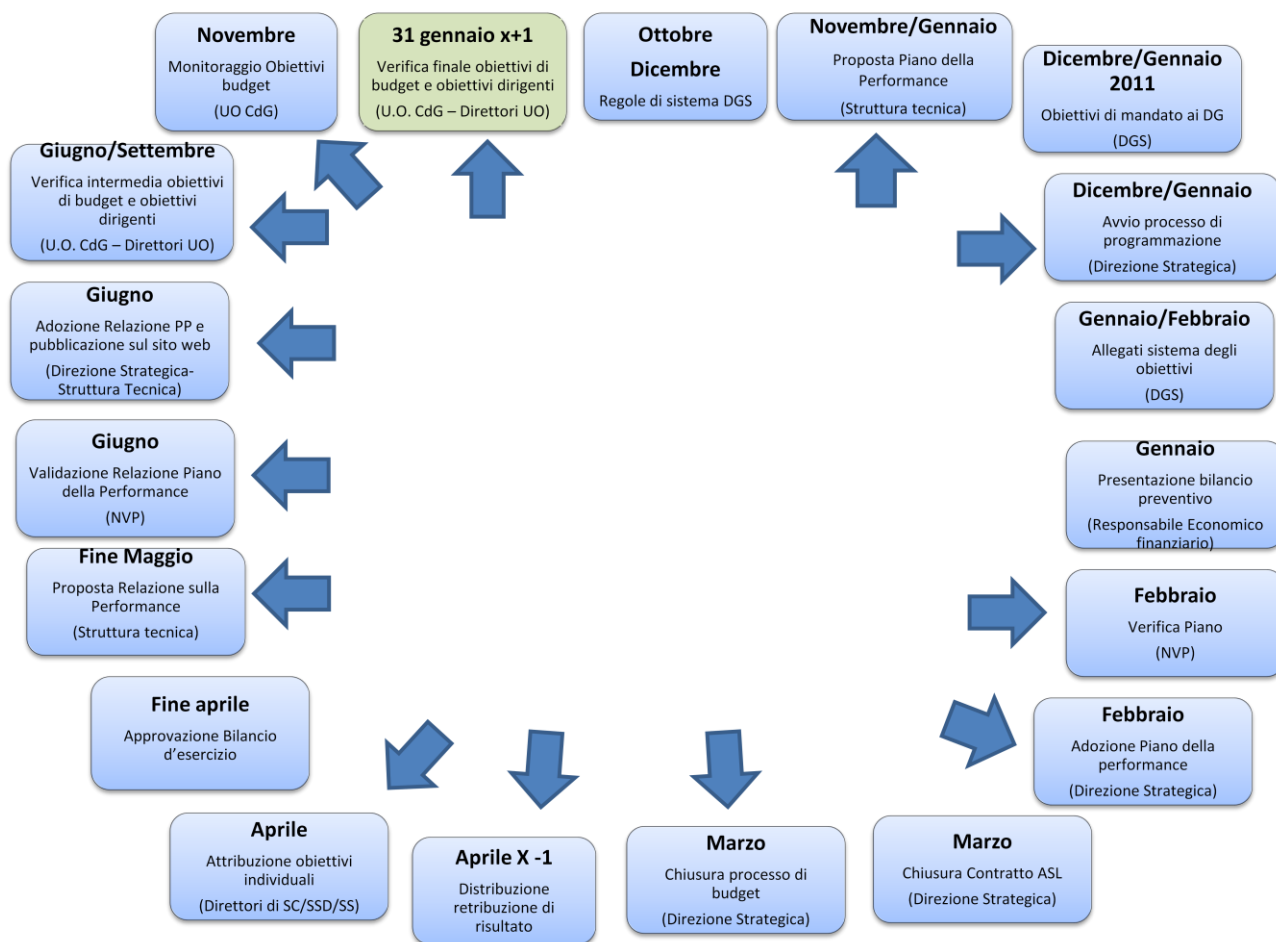 Novembre
Monitoraggio Obiettivi
budget
(UO CdG)
31 gennaio x+1
Verifica finale obiettivi di
budget e obiettivi dirigenti
(U.O. CdG – Direttori UO)
Ottobre
Dicembre
Regole di sistema DGS
Novembre/Gennaio
Proposta Piano della
Performance
(Struttura tecnica)
Dicembre/Gennaio
2011
Obiettivi di mandato ai DG
(DGS)
Dicembre/Gennaio
Avvio processo di
programmazione
(Direzione Strategica)
Gennaio/Febbraio
Allegati sistema degli
obiettivi
(DGS)
Gennaio
Presentazione bilancio
preventivo
(Responsabile Economico
finanziario)
Febbraio
Verifica Piano
(NVP)
Febbraio
Adozione Piano della
performance
(Direzione Strategica)
Marzo
Chiusura Contratto ASL
(Direzione Strategica)
Marzo
Chiusura processo di
budget
(Direzione Strategica)
Aprile X -1
Distribuzione
retribuzione di
risultato
Aprile
Attribuzione obiettivi
individuali
(Direttori di SC/SSD/SS)
Fine aprile
Approvazione Bilancio
d’esercizio
Fine Maggio
Proposta Relazione sulla
Performance
(Struttura tecnica)
Giugno
Validazione Relazione Piano
della Performance
(NVP)
Giugno
Adozione Relazione PP e
pubblicazione sul sito web
(Direzione Strategica-
Struttura Tecnica)
Giugno/Settembre
Verifica intermedia obiettivi
di budget e obiettivi
dirigenti
(U.O. CdG – Direttori UO)